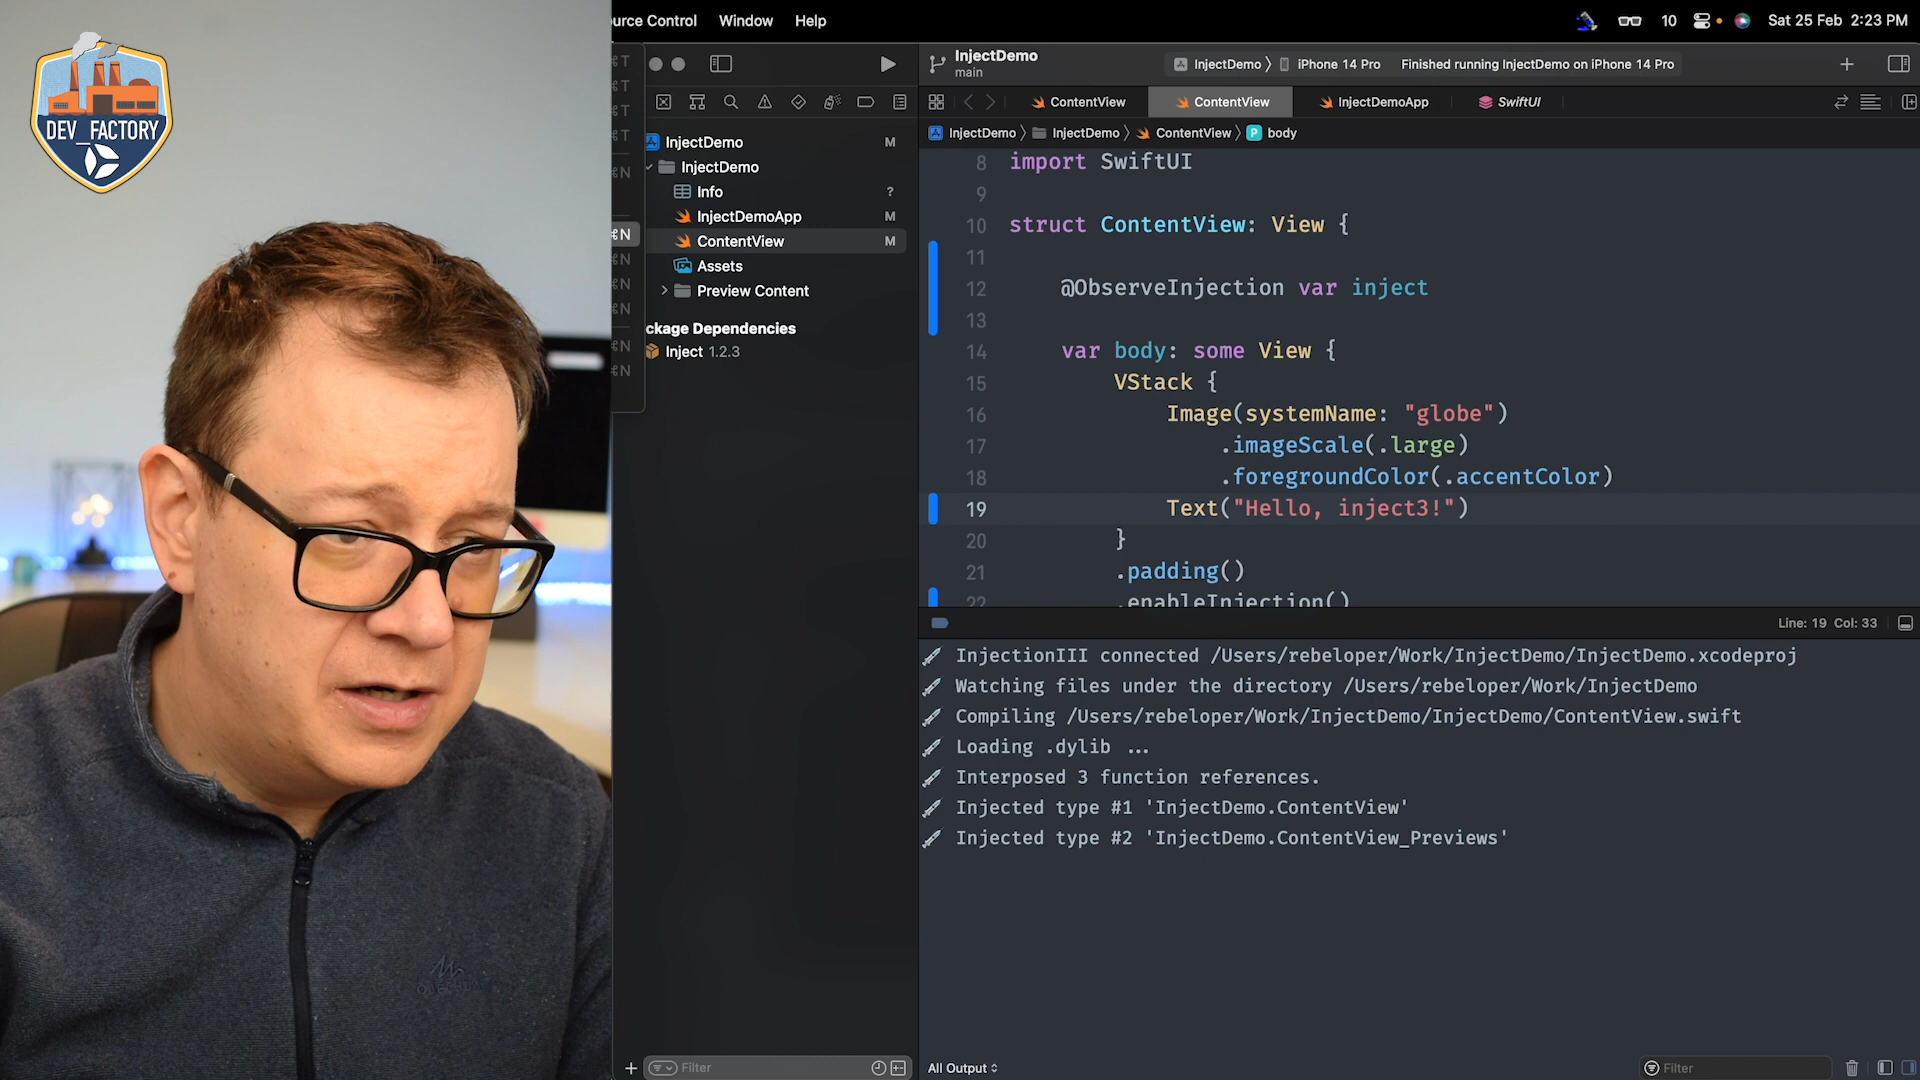 DEV_FACTORY
ource Control Window Help
10 Sat 25 Feb 2:23 PM
⌘T
⌘T
⌘T
⌘T
⌘N
⌘N
⌘N
⌘N
⌘N
⌘N
⌘N
InjectDemo
main
InjectDemo iPhone 14 Pro Finished running InjectDemo on iPhone 14 Pro
ContentView ContentView InjectDemoApp SwiftUI
InjectDemo InjectDemo ContentView P body
InjectDemo M
InjectDemo
Info ?
InjectDemoApp M
ContentView M
Assets
Preview Content
ckage Dependencies
Inject 1.2.3
8 import SwiftUI
9
10 struct ContentView: View {
11
12 @ObserveInjection var inject
13
14 var body: some View {
15 VStack {
16 Image(systemName: "globe")
17 .imageScale(.large)
18 .foregroundColor(.accentColor)
19 Text("Hello, inject3!")
20 }
21 .padding()
22 .enableInjection()
Line: 19 Col: 33
InjectionIII connected /Users/rebeloper/Work/InjectDemo/InjectDemo.xcodeproj
Watching files under the directory /Users/rebeloper/Work/InjectDemo
Compiling /Users/rebeloper/Work/InjectDemo/InjectDemo/ContentView.swift
Loading .dylib ...
Interposed 3 function references.
Injected type #1 'InjectDemo.ContentView'
Injected type #2 'InjectDemo.ContentView_Previews'
Filter
All Output
Filter